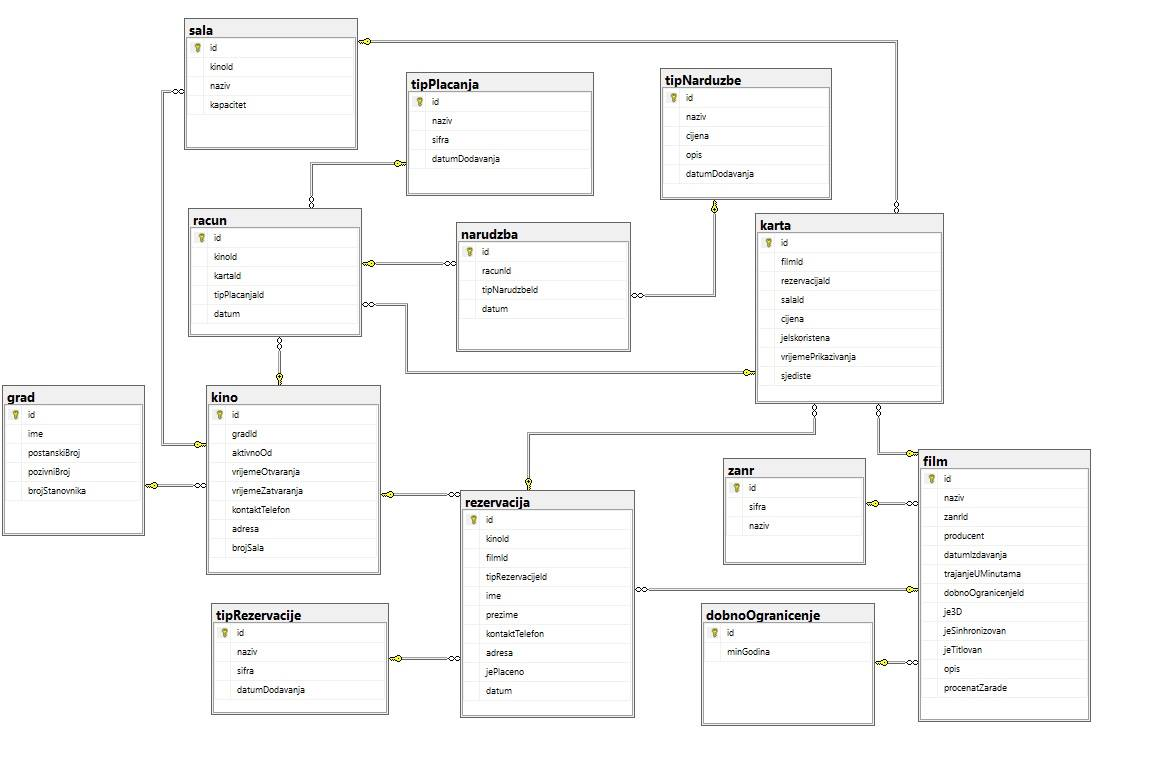 sala
id
kinoId
naziv
kapacitet
tipPlacanja
id
naziv
sifra
datumDodavanja
tipNarduzbe
id
naziv
cijena
opis
datumDodavanja
racun
id
kinoId
kartaId
tipPlacanjaId
datum
narudzba
id
racunId
tipNarudzbeId
datum
karta
id
filmId
rezervacijaId
salaId
cijena
jeIskoristena
vrijemePrikazivanja
sjediste
grad
id
ime
postanskiBroj
pozivniBroj
brojStanovnika
kino
id
gradId
aktivnoOd
vrijemeOtvaranja
vrijemeZatvaranja
kontaktTelefon
adresa
brojSala
rezervacija
id
kinoId
filmId
tipRezervacijeId
ime
prezime
kontaktTelefon
adresa
jePlaceno
datum
zanr
id
sifra
naziv
film
id
naziv
zanrId
producent
datumIzdavanja
trajanjeUMinutama
dobnoOgranicenjeId
je3D
jeSinhronizovan
jeTitlovan
opis
procenatZarade
tipRezervacije
id
naziv
sifra
datumDodavanja
dobnoOgranicenje
id
minGodina